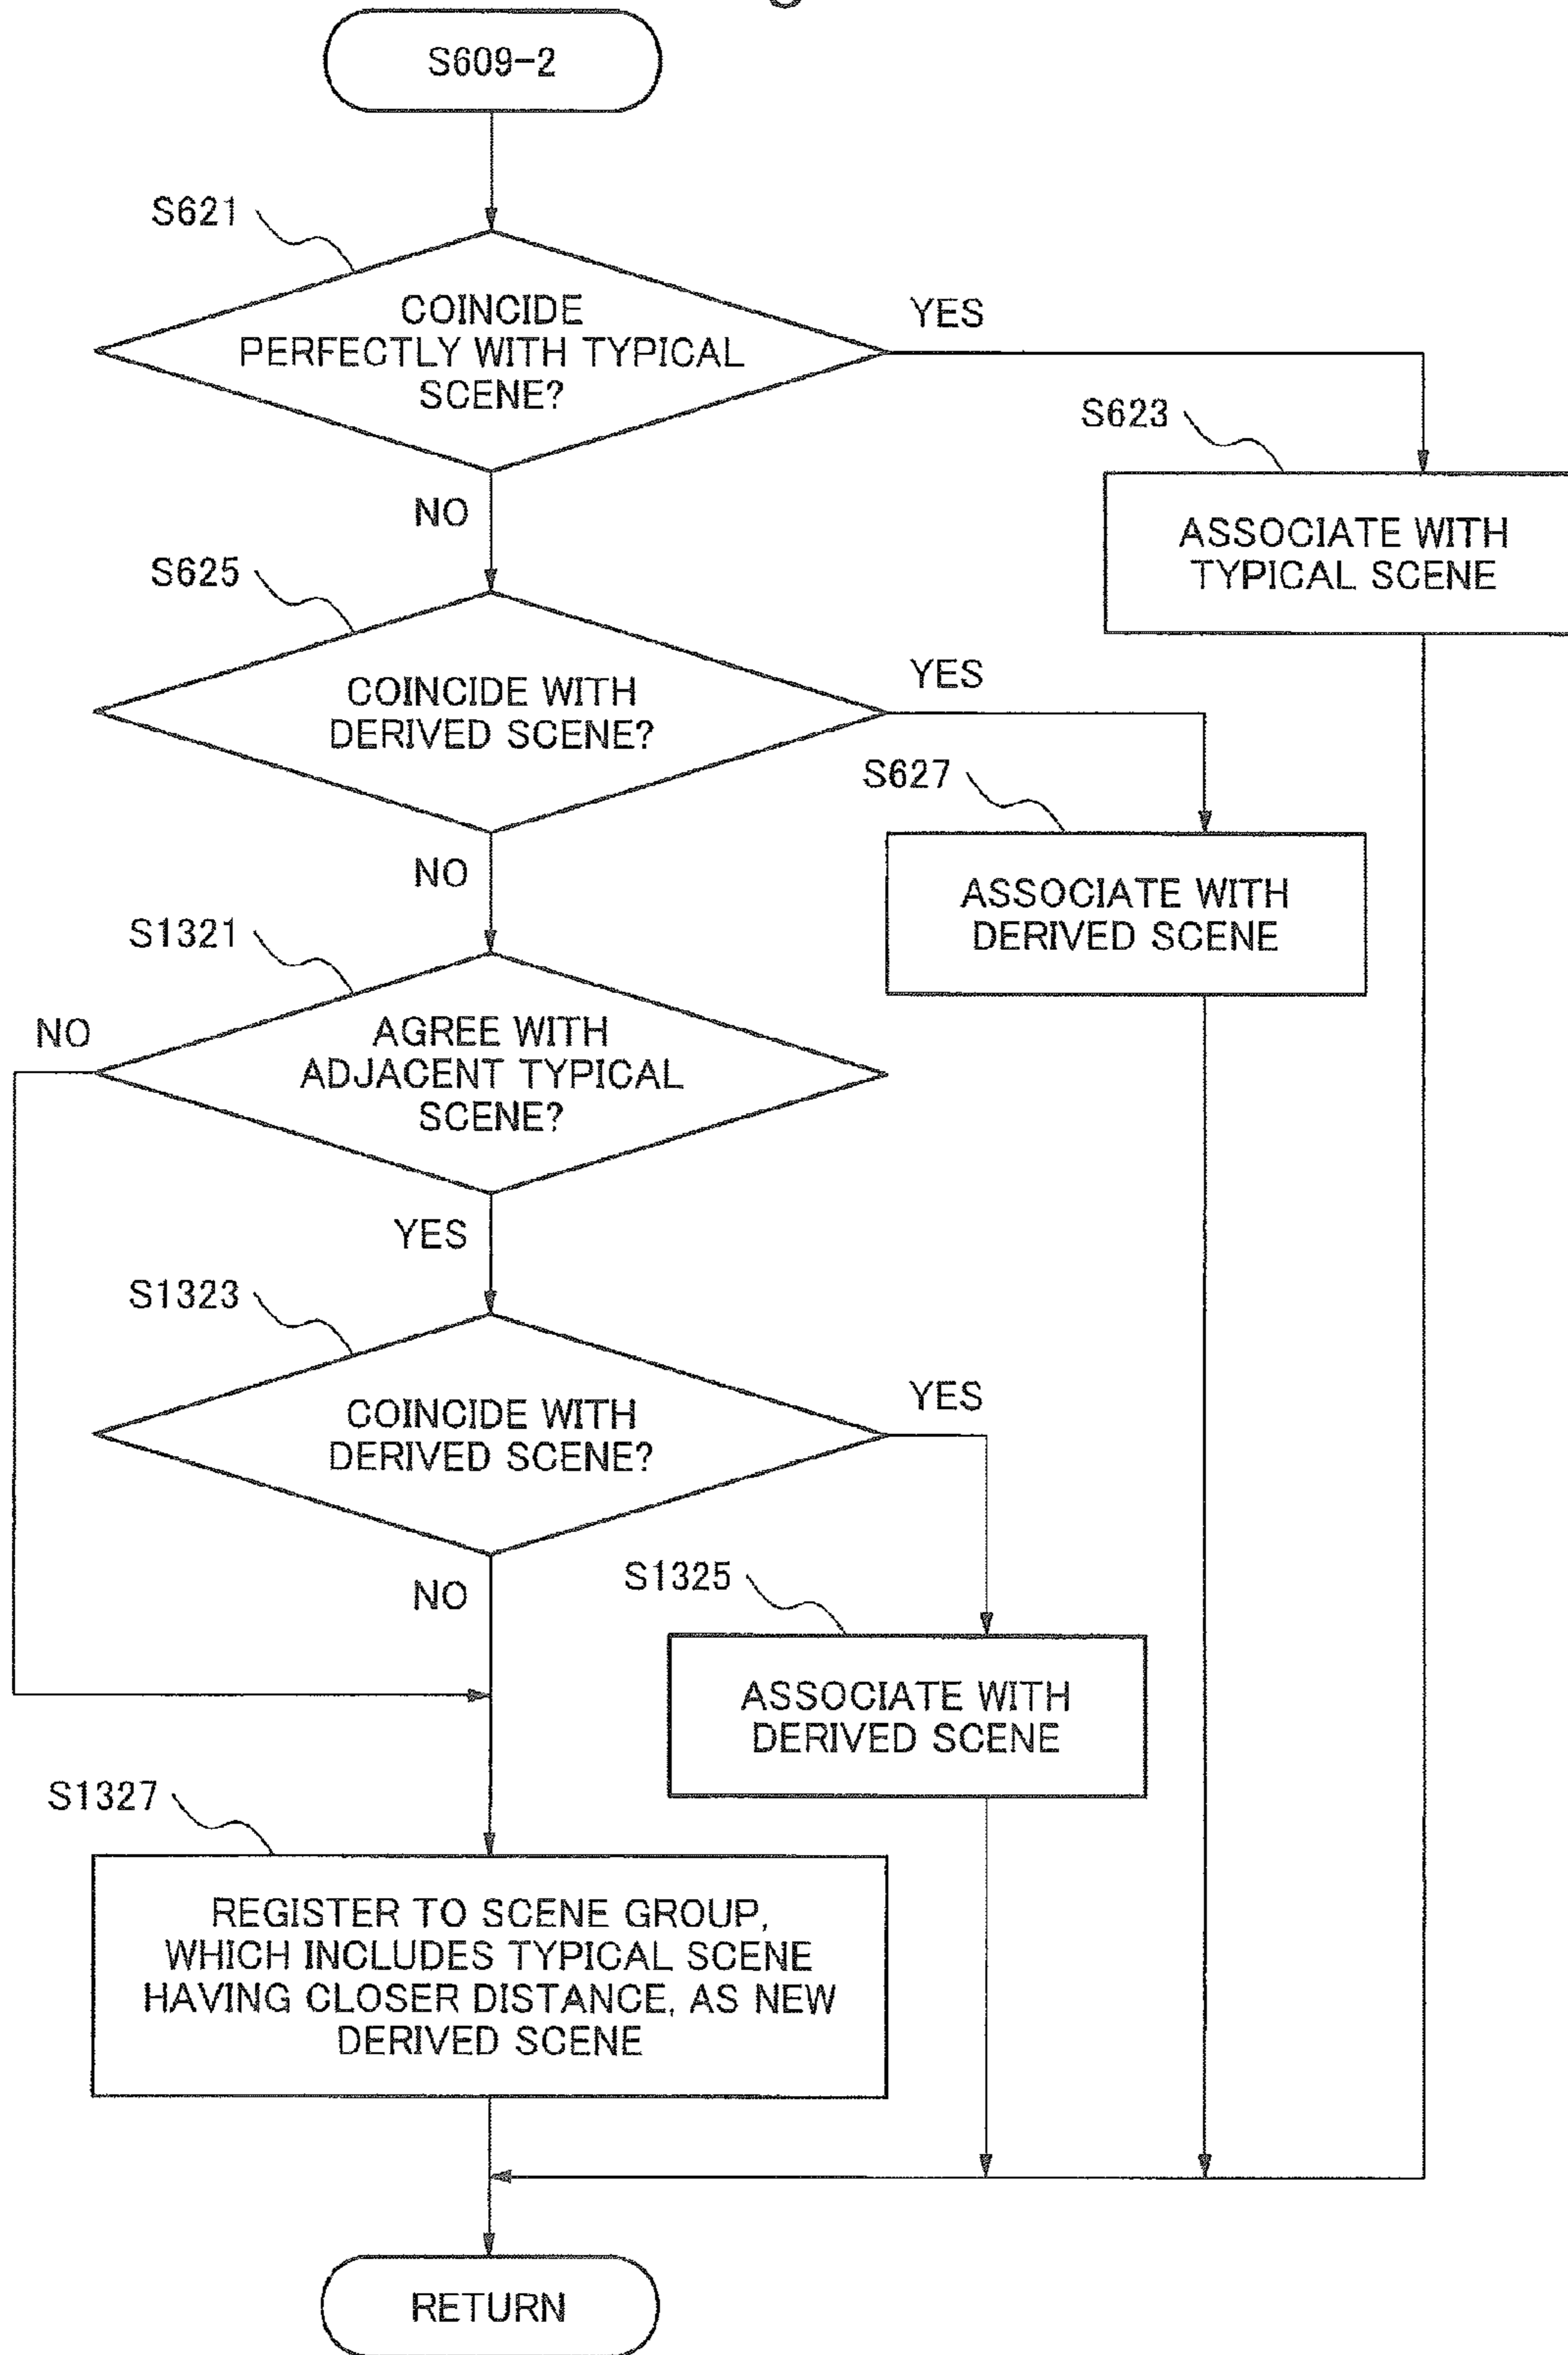 S609-2
S621
COINCIDE
PERFECTLY WITH TYPICAL
SCENE?
YES
S623
ASSOCIATE WITH
TYPICAL SCENE
NO
S625
COINCIDE WITH
DERIVED SCENE?
YES
S627
ASSOCIATE WITH
DERIVED SCENE
NO
S1321
NO
AGREE WITH
ADJACENT TYPICAL
SCENE?
YES
S1323
COINCIDE WITH
DERIVED SCENE?
YES
S1325
ASSOCIATE WITH
DERIVED SCENE
NO
S1327
REGISTER TO SCENE GROUP,
WHICH INCLUDES TYPICAL SCENE
HAVING CLOSER DISTANCE, AS NEW
DERIVED SCENE
RETURN